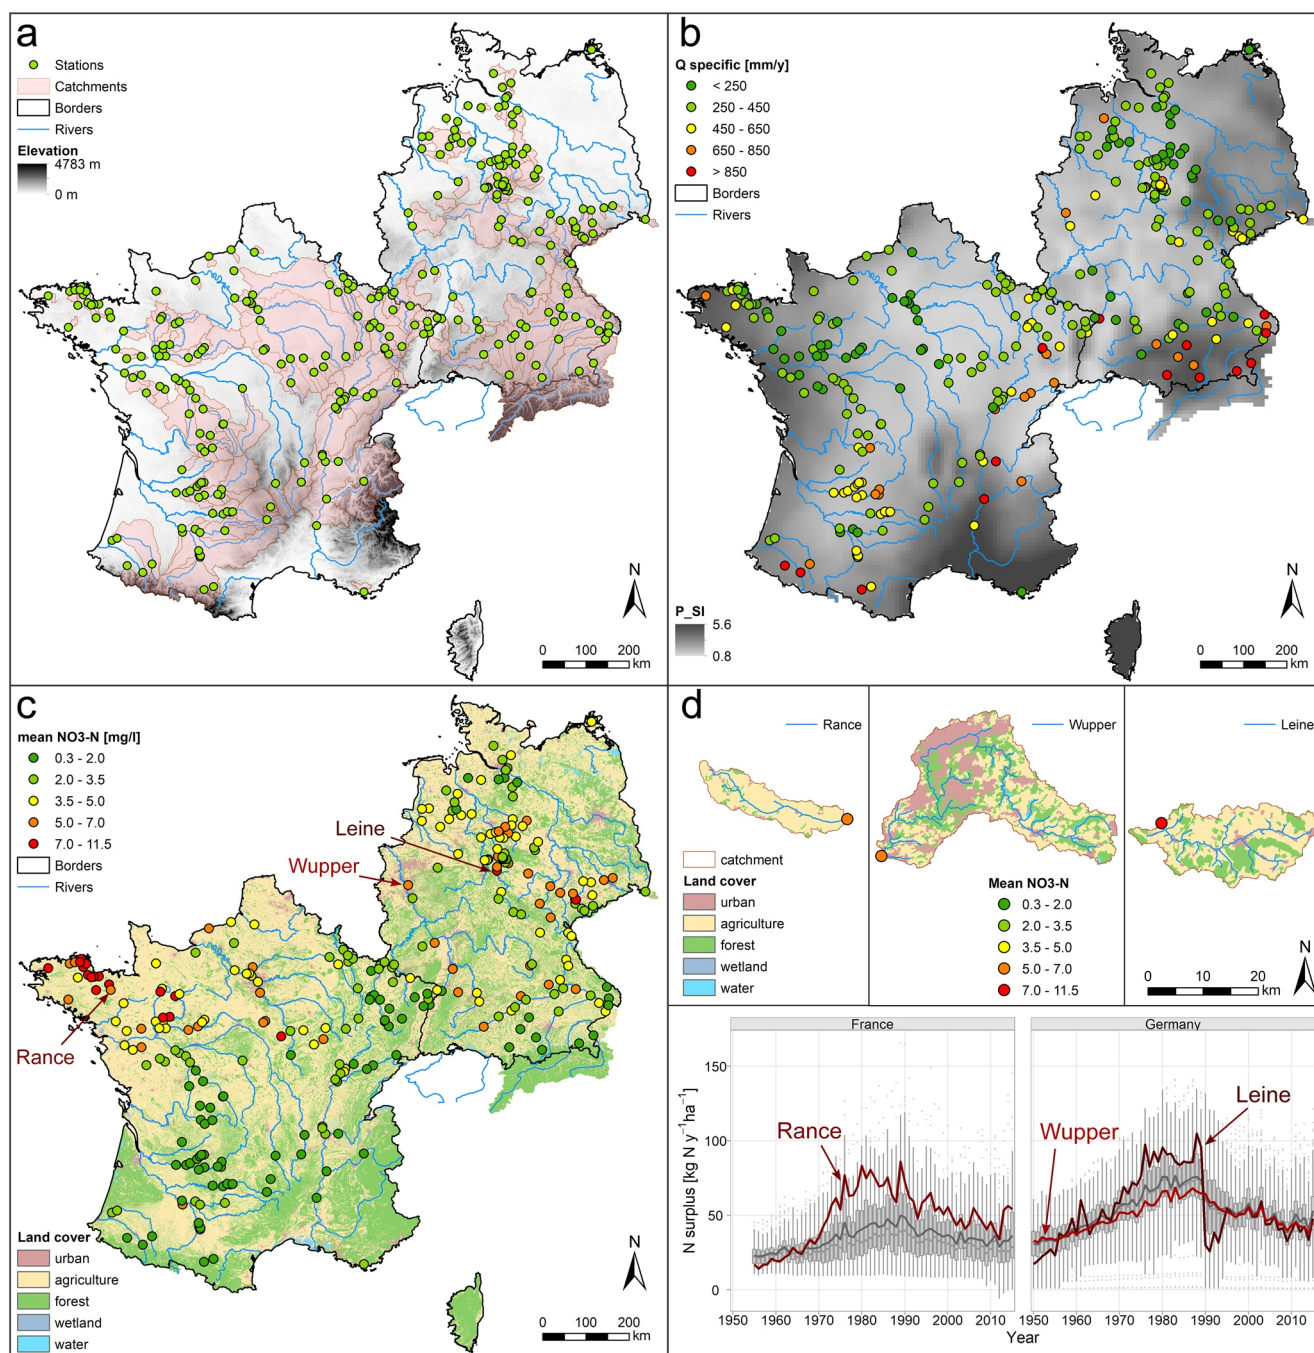 a
Stations
Catchments
Borders
Rivers
Elevation
4783 m
0 m
N
0 100 200
km
b
Q specific [mm/y]
< 250
250 - 450
450 - 650
650 - 850
> 850
Borders
Rivers
P_SI
5.6
0.8
N
0 100 200
km
c
mean NO3-N [mg/l]
0.3 - 2.0
2.0 - 3.5
3.5 - 5.0
5.0 - 7.0
7.0 - 11.5
Borders
Rivers
Leine
Wupper
Rance
Land cover
urban
agriculture
forest
wetland
water
N
0 100 200
km
d
Rance
Wupper
Leine
catchment
Land cover
urban
agriculture
forest
wetland
water
Mean NO3-N
0.3 - 2.0
2.0 - 3.5
3.5 - 5.0
5.0 - 7.0
7.0 - 11.5
N
0 10 20
km
France
Germany
N surplus [kg N y⁻¹ha⁻¹]
150
100
50
0
Rance
Wupper
Leine
1950 1960 1970 1980 1990 2000 2010
1950 1960 1970 1980 1990 2000 2010
Year